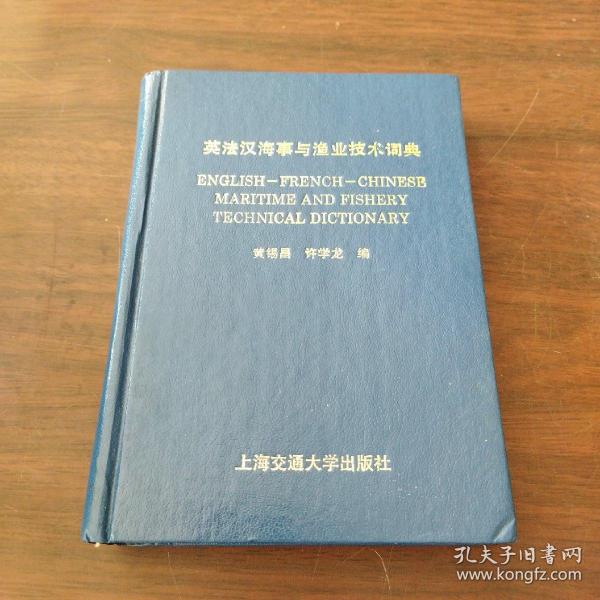 英法汉海事与渔业技术词典
ENGLISH—FRENCH—CHINESE
MARITIME AND FISHERY
TECHNICAL DICTIONARY
黄锡昌 许学龙 编
上海交通大学出版社
孔夫子旧书网
www.kongfz.com